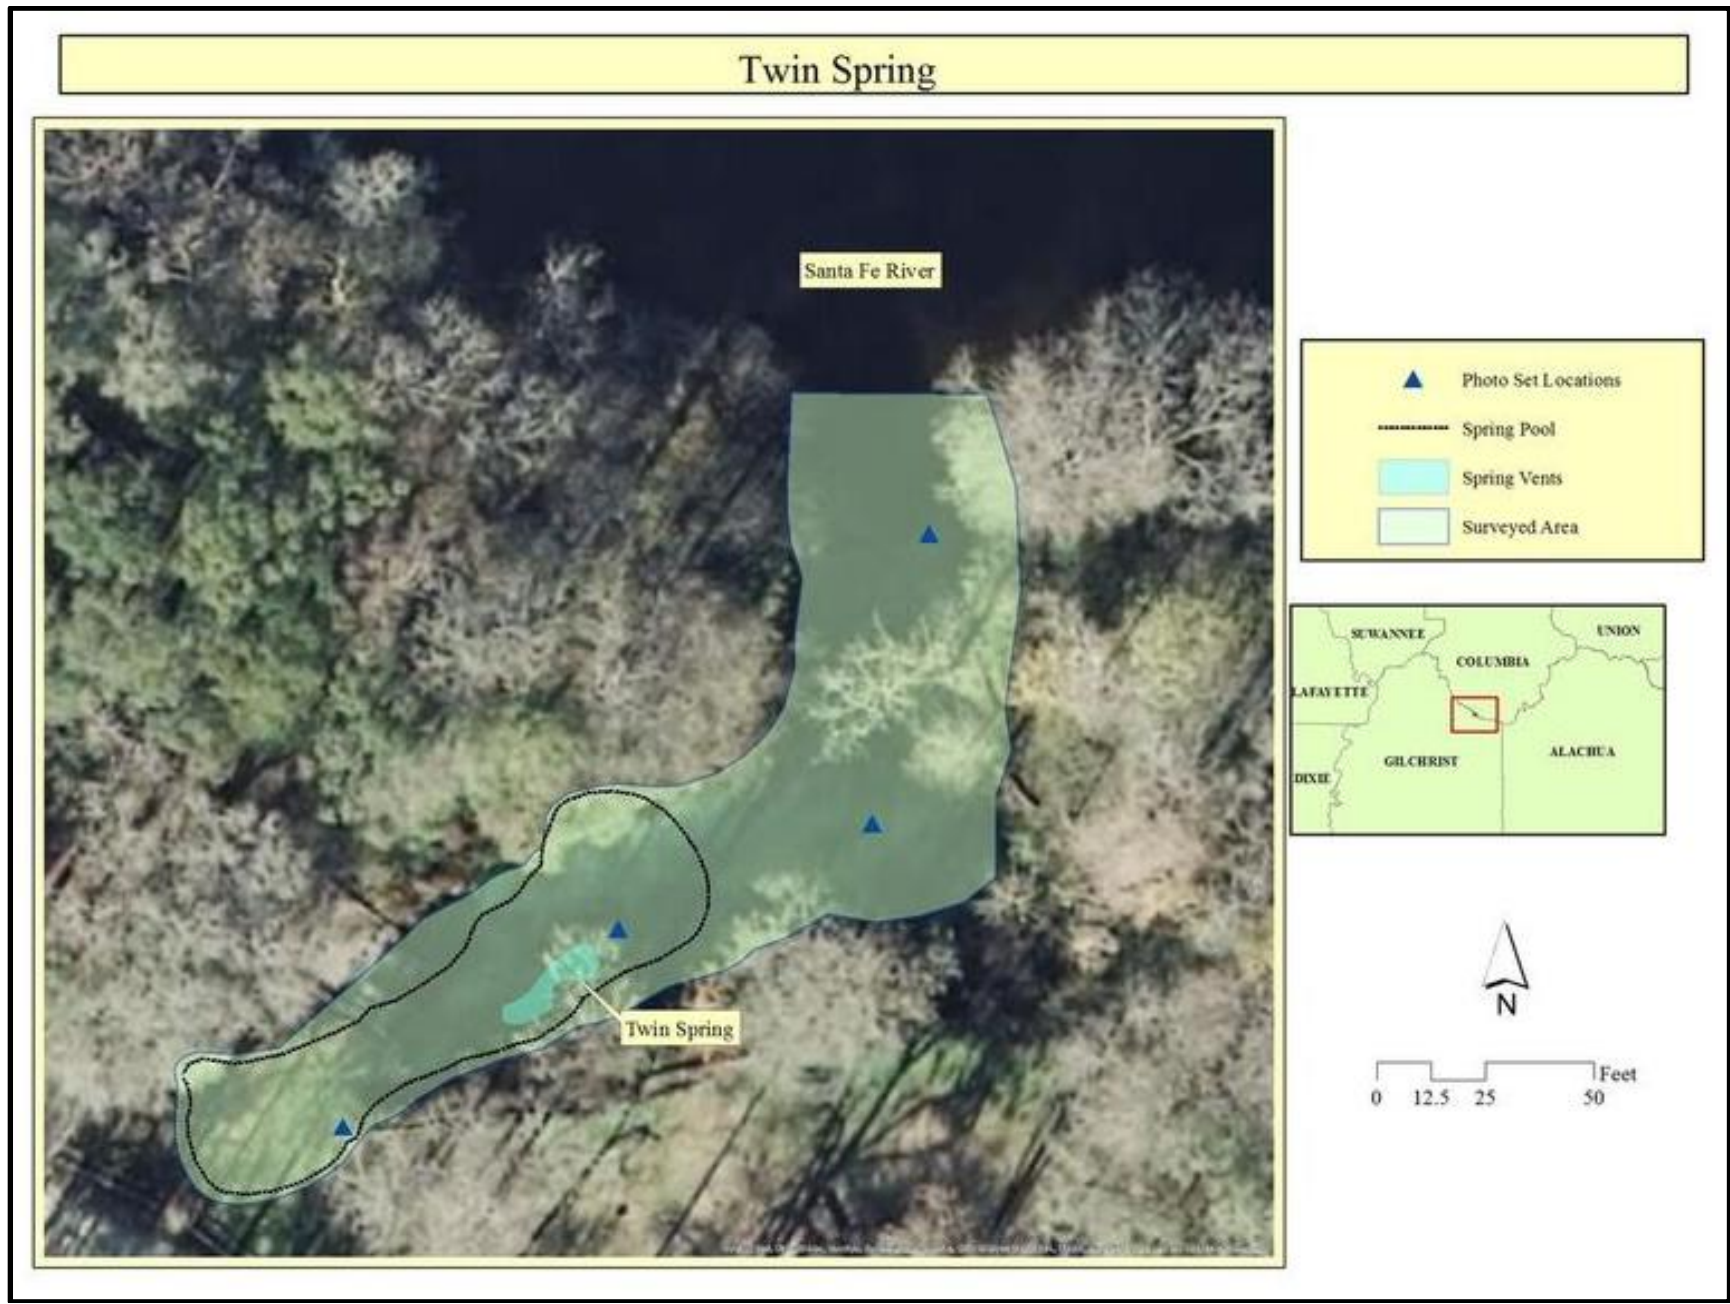 Twin Spring
Santa Fe River
Twin Spring
Photo Set Locations
Spring Pool
Spring Vents
Surveyed Area
SUWANNEE
UNION
COLUMBIA
LAFAYETTE
ALACHUA
GILCHRIST
DIXIE
N
Feet
0 12.5 25 50